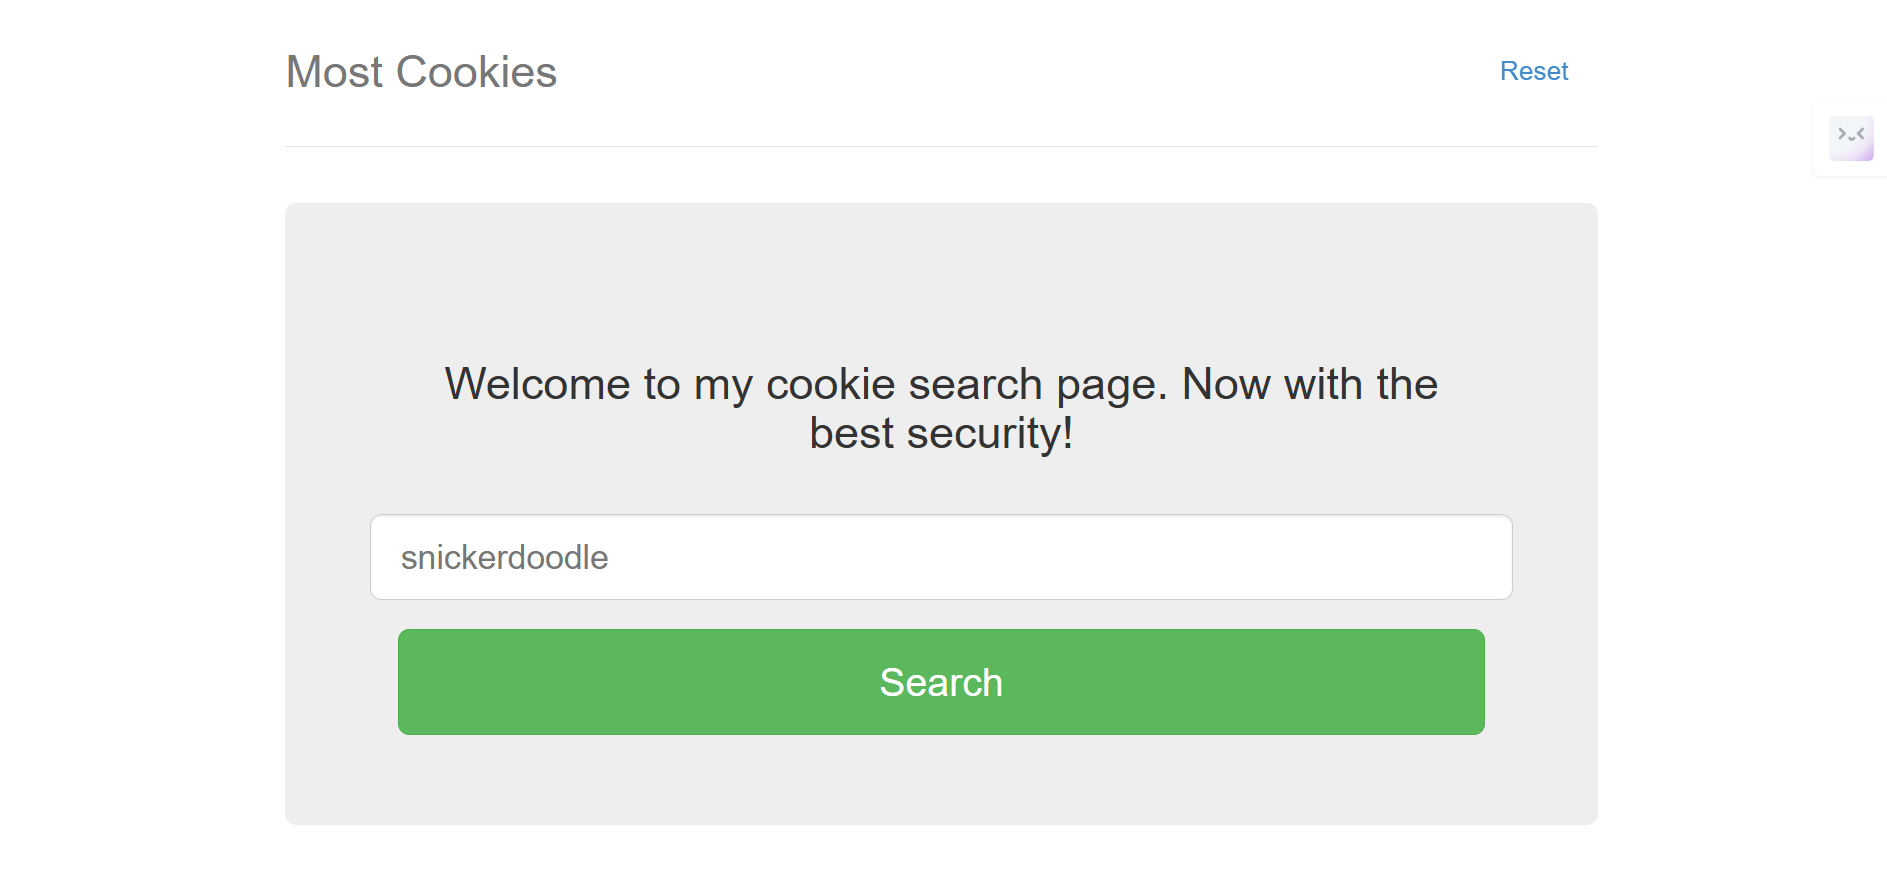 Most Cookies
Reset
Welcome to my cookie search page. Now with the
best security!
snickerdoodle
Search